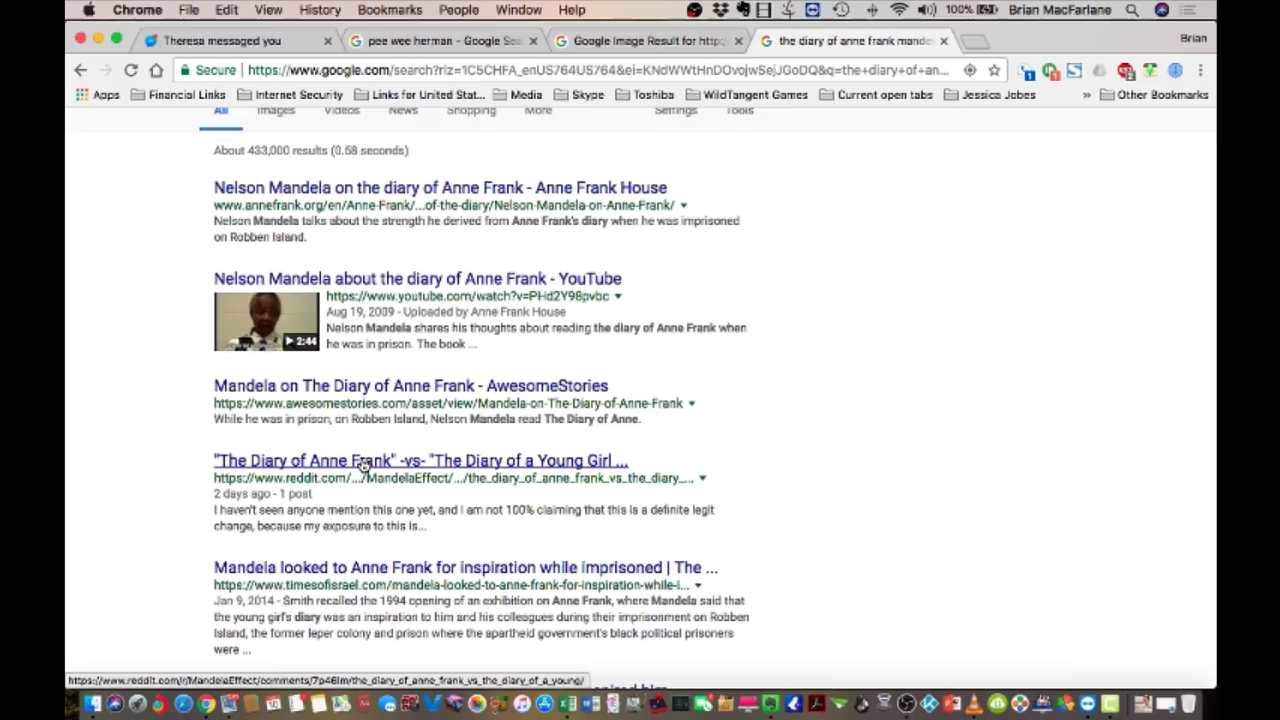 Chrome File Edit View History Bookmarks People Window Help 100% Brian MacFarlane
Theresa messaged you × pee wee herman - Google Sea × Google Image Result for http: × the diary of anne frank mande × Brian
Secure | https://www.google.com/search?rlz=1C5CHFA_enUS764US764&ei=KNdWWtHnDOvojwSejJGoDQ&q=the+diary+of+an...
Apps Financial Links Internet Security Links for United Stat... Media Skype Toshiba WildTangent Games Current open tabs Jessica Jobes » Other Bookmarks
All Images Videos News Shopping More Settings Tools
About 433,000 results (0.58 seconds)
Nelson Mandela on the diary of Anne Frank - Anne Frank House
www.annefrank.org/en/Anne-Frank/...of-the-diary/Nelson-Mandela-on-Anne-Frank/
Nelson Mandela talks about the strength he derived from Anne Frank's diary when he was imprisoned
on Robben Island.
Nelson Mandela about the diary of Anne Frank - YouTube
https://www.youtube.com/watch?v=PHd2Y98pvbc
Aug 19, 2009 - Uploaded by Anne Frank House
Nelson Mandela shares his thoughts about reading the diary of Anne Frank when
he was in prison. The book ...
2:44
Mandela on The Diary of Anne Frank - AwesomeStories
https://www.awesomestories.com/asset/view/Mandela-on-The-Diary-of-Anne-Frank
While he was in prison, on Robben Island, Nelson Mandela read The Diary of Anne.
"The Diary of Anne Frank" -vs- "The Diary of a Young Girl ...
https://www.reddit.com/.../MandelaEffect/.../the_diary_of_anne_frank_vs_the_diary_...
2 days ago - 1 post
I haven't seen anyone mention this one yet, and I am not 100% claiming that this is a definite legit
change, because my exposure to this is...
Mandela looked to Anne Frank for inspiration while imprisoned | The ...
https://www.timesofisrael.com/mandela-looked-to-anne-frank-for-inspiration-while-i...
Jan 9, 2014 - Smith recalled the 1994 opening of an exhibition on Anne Frank, where Mandela said that
the young girl's diary was an inspiration to him and his colleagues during their imprisonment on Robben
Island, the former leper colony and prison where the apartheid government's black political prisoners
were ...
https://www.reddit.com/r/MandelaEffect/comments/7p46lm/the_diary_of_anne_frank_vs_the_diary_of_a_young/